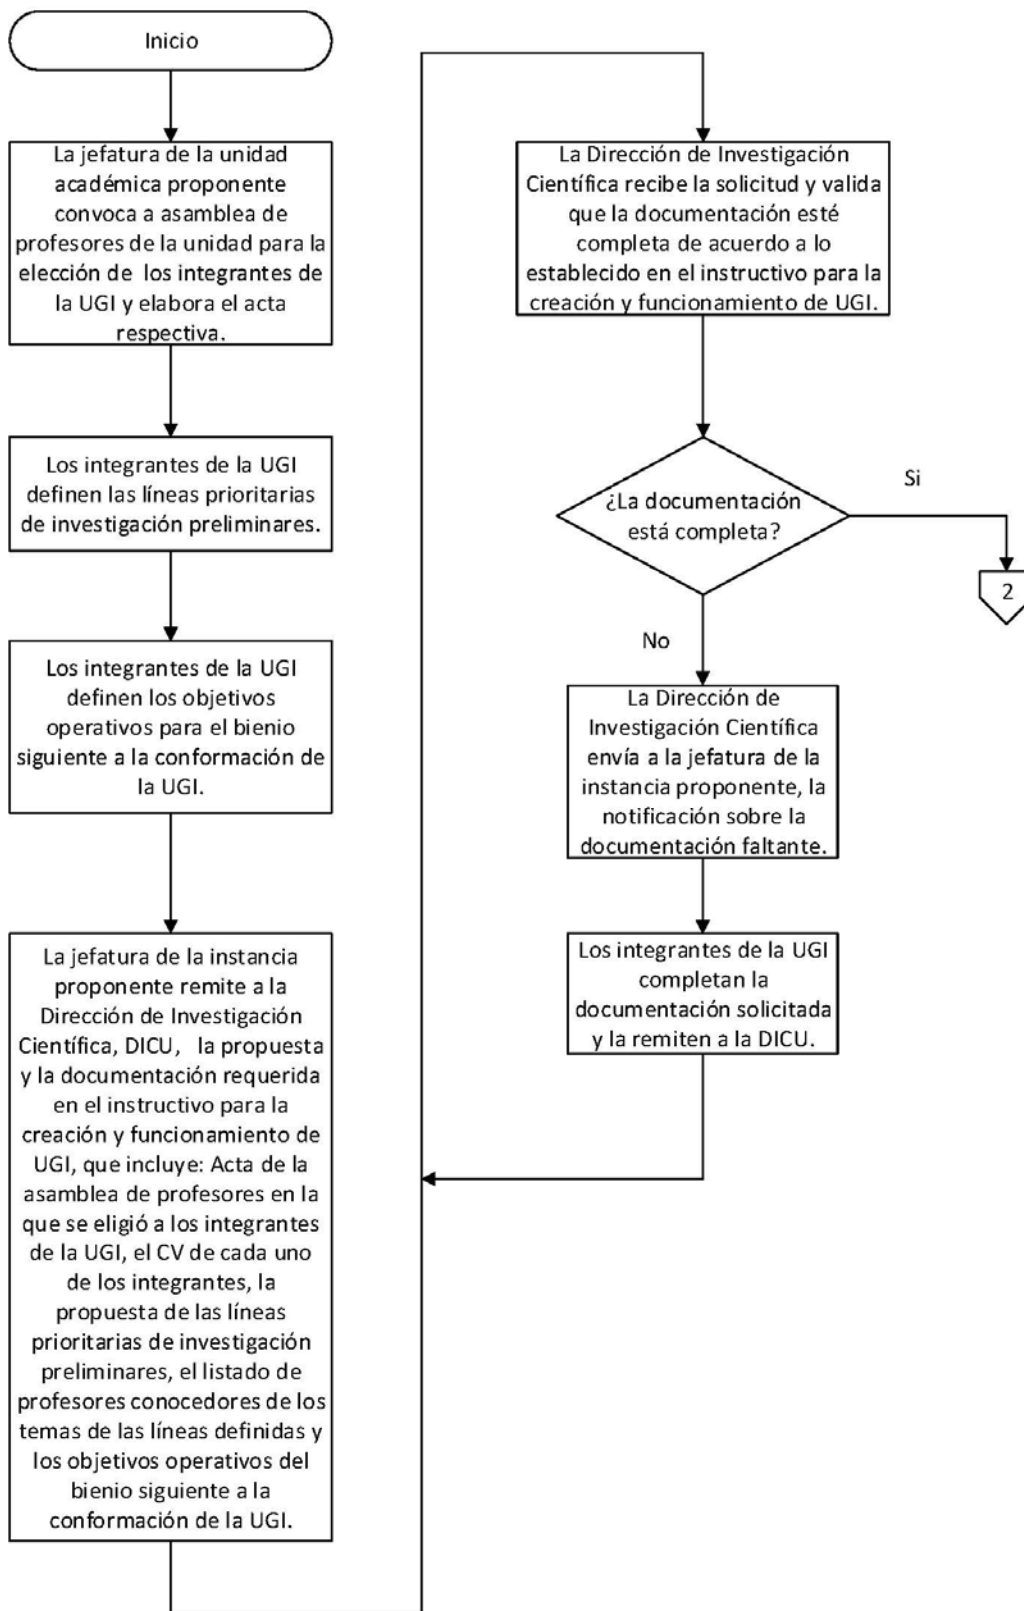 Inicio
La jefatura de la unidad
académica proponente
convoca a asamblea de
profesores de la unidad para la
elección de los integrantes de
la UGI y elabora el acta
respectiva.
Los integrantes de la UGI
definen las líneas prioritarias
de investigación preliminares.
Los integrantes de la UGI
definen los objetivos
operativos para el bienio
siguiente a la conformación de
la UGI.
La jefatura de la instancia
proponente remite a la
Dirección de Investigación
Científica, DICU, la propuesta
y la documentación requerida
en el instructivo para la
creación y funcionamiento de
UGI, que incluye: Acta de la
asamblea de profesores en la
que se eligió a los integrantes
de la UGI, el CV de cada uno
de los integrantes, la
propuesta de las líneas
prioritarias de investigación
preliminares, el listado de
profesores conocedores de los
temas de las líneas definidas y
los objetivos operativos del
bienio siguiente a la
conformación de la UGI.
La Dirección de Investigación
Científica recibe la solicitud y valida
que la documentación esté
completa de acuerdo a lo
establecido en el instructivo para la
creación y funcionamiento de UGI.
¿La documentación
está completa?
Si
2
No
La Dirección de
Investigación Científica
envía a la jefatura de la
instancia proponente, la
notificación sobre la
documentación faltante.
Los integrantes de la UGI
completan la
documentación solicitada
y la remiten a la DICU.